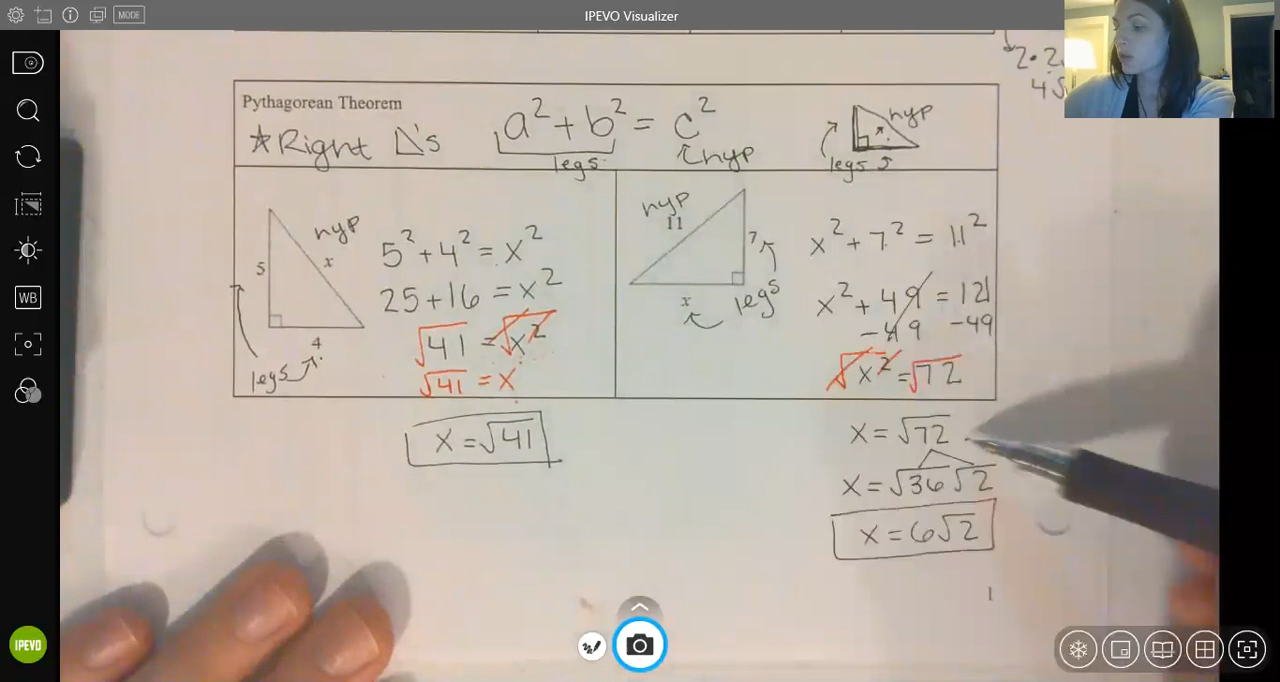 MODE
IPEVO Visualizer
2•2
Pythagorean Theorem
☆Right ◺'s
a² + b² = c²
legs
hyp
hyp
legs
5
hyp
x
4
legs
5² + 4² = x²
25 + 16 = x²
√41 = √x²
√41 = x
x = √41
hyp
11
7
x
legs
x² + 7² = 11²
x² + 49 = 121
-49 -49
√x² = √72
x = √72
x = √36 √2
x = 6√2
1
WB
IPEVO